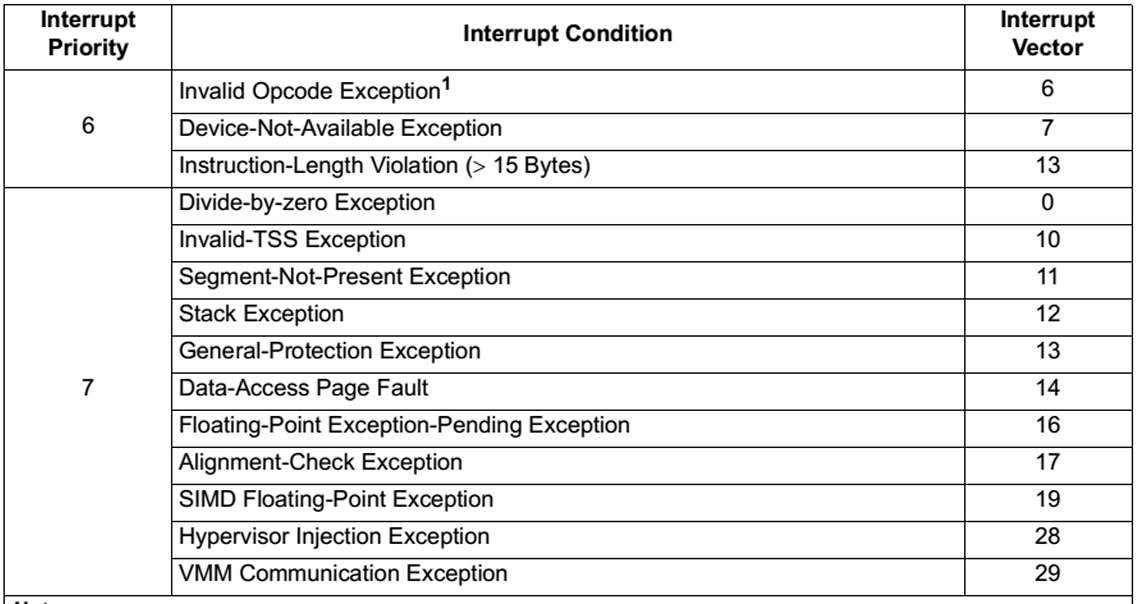 Interrupt Priority Interrupt Condition Interrupt Vector
6
Invalid Opcode Exception1 6
Device-Not-Available Exception 7
Instruction-Length Violation (> 15 Bytes) 13
7
Divide-by-zero Exception 0
Invalid-TSS Exception 10
Segment-Not-Present Exception 11
Stack Exception 12
General-Protection Exception 13
Data-Access Page Fault 14
Floating-Point Exception-Pending Exception 16
Alignment-Check Exception 17
SIMD Floating-Point Exception 19
Hypervisor Injection Exception 28
VMM Communication Exception 29